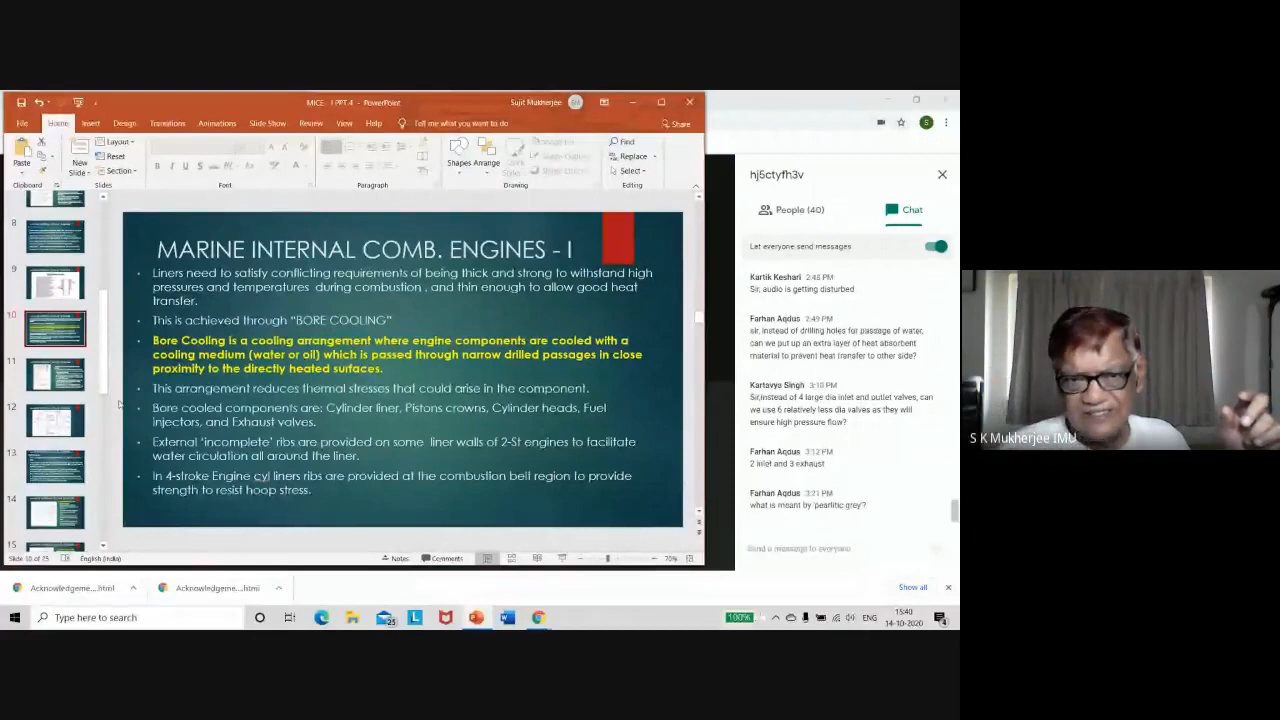 MICE - I PPT.4 - PowerPoint
Sujit Mukherjee
File Home Insert Design Transitions Animations Slide Show Review View Help Tell me what you want to do Share
Paste
Clipboard
New
Slide
Layout
Reset
Section
Slides
Font
Paragraph
Shapes Arrange
Drawing
Find
Replace
Select
Editing
8
9
10
11
12
13
14
15
MARINE INTERNAL COMB. ENGINES - I
Liners need to satisfy conflicting requirements of being thick and strong to withstand high
pressures and temperatures during combustion , and thin enough to allow good heat
transfer.
This is achieved through “BORE COOLING”
Bore Cooling is a cooling arrangement where engine components are cooled with a
cooling medium (water or oil) which is passed through narrow drilled passages in close
proximity to the directly heated surfaces.
This arrangement reduces thermal stresses that could arise in the component.
Bore cooled components are: Cylinder liner, Pistons crowns, Cylinder heads, Fuel
injectors, and Exhaust valves.
External ‘incomplete’ ribs are provided on some liner walls of 2-St engines to facilitate
water circulation all around the liner.
In 4-stroke Engine cyl liners ribs are provided at the combustion belt region to provide
strength to resist hoop stress.
Slide 10 of 25 English (India) Notes Comments 70%
hj5ctyfh3v
People (40) Chat
Let everyone send messages
Kartik Keshari 2:48 PM
Sir, audio is getting disturbed
Farhan Aqdus 2:49 PM
sir, instead of drilling holes for passage of water,
can we put up an extra layer of heat absorbent
material to prevent heat transfer to other side?
Kartavya Singh 3:10 PM
Sir,instead of 4 large dia inlet and outlet valves, can
we use 6 relatively less dia valves as they will
ensure high pressure flow?
Farhan Aqdus 3:12 PM
2 inlet and 3 exhaust
Farhan Aqdus 3:21 PM
what is meant by 'pearlitic grey'?
Send a message to everyone
S K Mukherjee IMU
Acknowledgeme....html Acknowledgeme....html Show all
Type here to search
100% ENG
15:40
14-10-2020